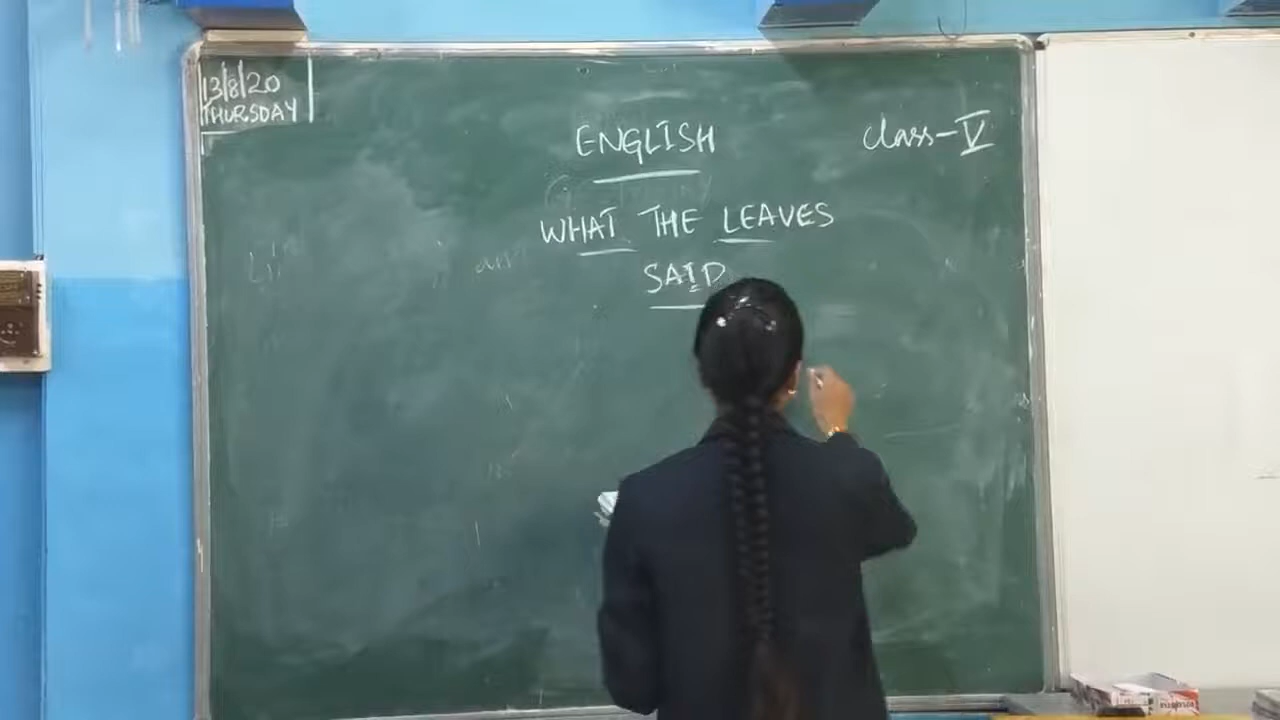 13/8/20
THURSDAY
ENGLISH
class-V
WHAT THE LEAVES
SAID